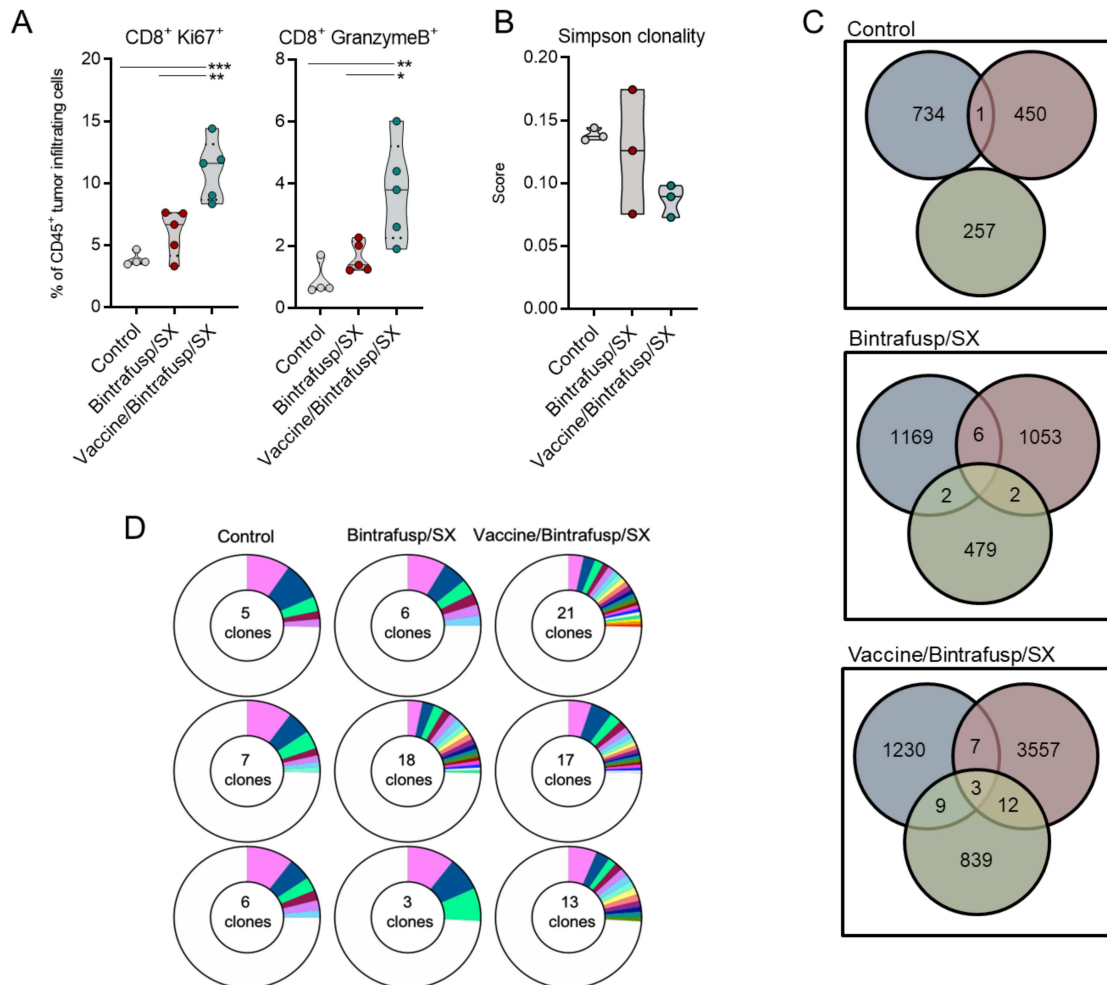 A
CD8⁺ Ki67⁺
% of CD45⁺ tumor infiltrating cells
20
15
10
5
0
***
**
Control
Bintrafusp/SX
Vaccine/Bintrafusp/SX
CD8⁺ GranzymeB⁺
8
6
4
2
0
**
*
Control
Bintrafusp/SX
Vaccine/Bintrafusp/SX
B
Simpson clonality
Score
0.20
0.15
0.10
0.05
0.00
Control
Bintrafusp/SX
Vaccine/Bintrafusp/SX
C
Control
734 1 450
257
Bintrafusp/SX
1169 6 1053
2 2
479
Vaccine/Bintrafusp/SX
1230 7 3557
3
9 12
839
D
Control Bintrafusp/SX Vaccine/Bintrafusp/SX
5
clones
6
clones
21
clones
7
clones
18
clones
17
clones
6
clones
3
clones
13
clones